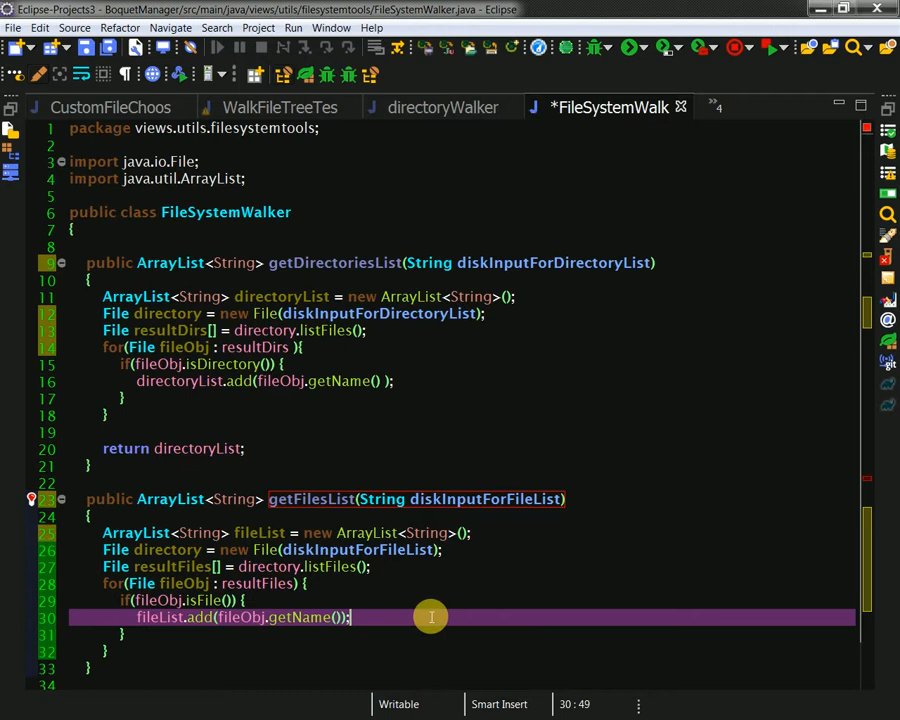 Eclipse-Projects3 - BoquetManager/src/main/java/views/utils/filesystemtools/FileSystemWalker.java - Eclipse
File Edit Source Refactor Navigate Search Project Run Window Help
CustomFileChoos WalkFileTreeTes directoryWalker *FileSystemWalk »4
1 package views.utils.filesystemtools;
2
3 import java.io.File;
4 import java.util.ArrayList;
5
6 public class FileSystemWalker
7 {
8
9 public ArrayList<String> getDirectoriesList(String diskInputForDirectoryList)
10 {
11 ArrayList<String> directoryList = new ArrayList<String>();
12 File directory = new File(diskInputForDirectoryList);
13 File resultDirs[] = directory.listFiles();
14 for(File fileObj : resultDirs ){
15 if(fileObj.isDirectory()) {
16 directoryList.add(fileObj.getName() );
17 }
18 }
19
20 return directoryList;
21 }
22
23 public ArrayList<String> getFilesList(String diskInputForFileList)
24 {
25 ArrayList<String> fileList = new ArrayList<String>();
26 File directory = new File(diskInputForFileList);
27 File resultFiles[] = directory.listFiles();
28 for(File fileObj : resultFiles) {
29 if(fileObj.isFile()) {
30 fileList.add(fileObj.getName());
31 }
32 }
33 }
34
Writable Smart Insert 30 : 49